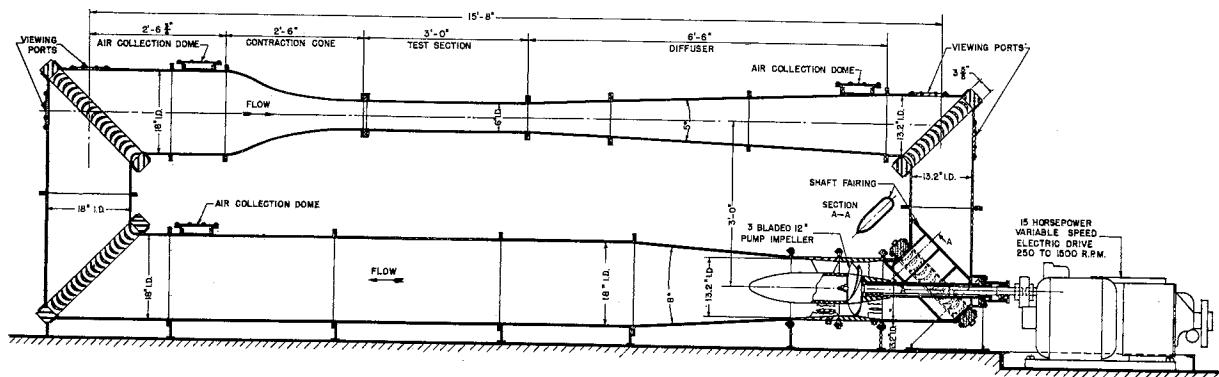 15'-8"
2'-6 3/4"
2'-6"
3'-0"
6'-6"
VIEWING PORTS
AIR COLLECTION DOME
CONTRACTION CONE
TEST SECTION
DIFFUSER
AIR COLLECTION DOME
VIEWING PORTS
FLOW
18" I.D.
6" I.D.
5°
13.2" I.D.
13.2" I.D.
3'-0"
SHAFT FAIRING
SECTION
A-A
A
18" I.D.
AIR COLLECTION DOME
3 BLADED 12"
PUMP IMPELLER
15 HORSEPOWER
VARIABLE SPEED
ELECTRIC DRIVE
250 TO 1500 R.P.M.
18" I.D.
FLOW
18" I.D.
8°
13.2" I.D.
13.2" I.D.